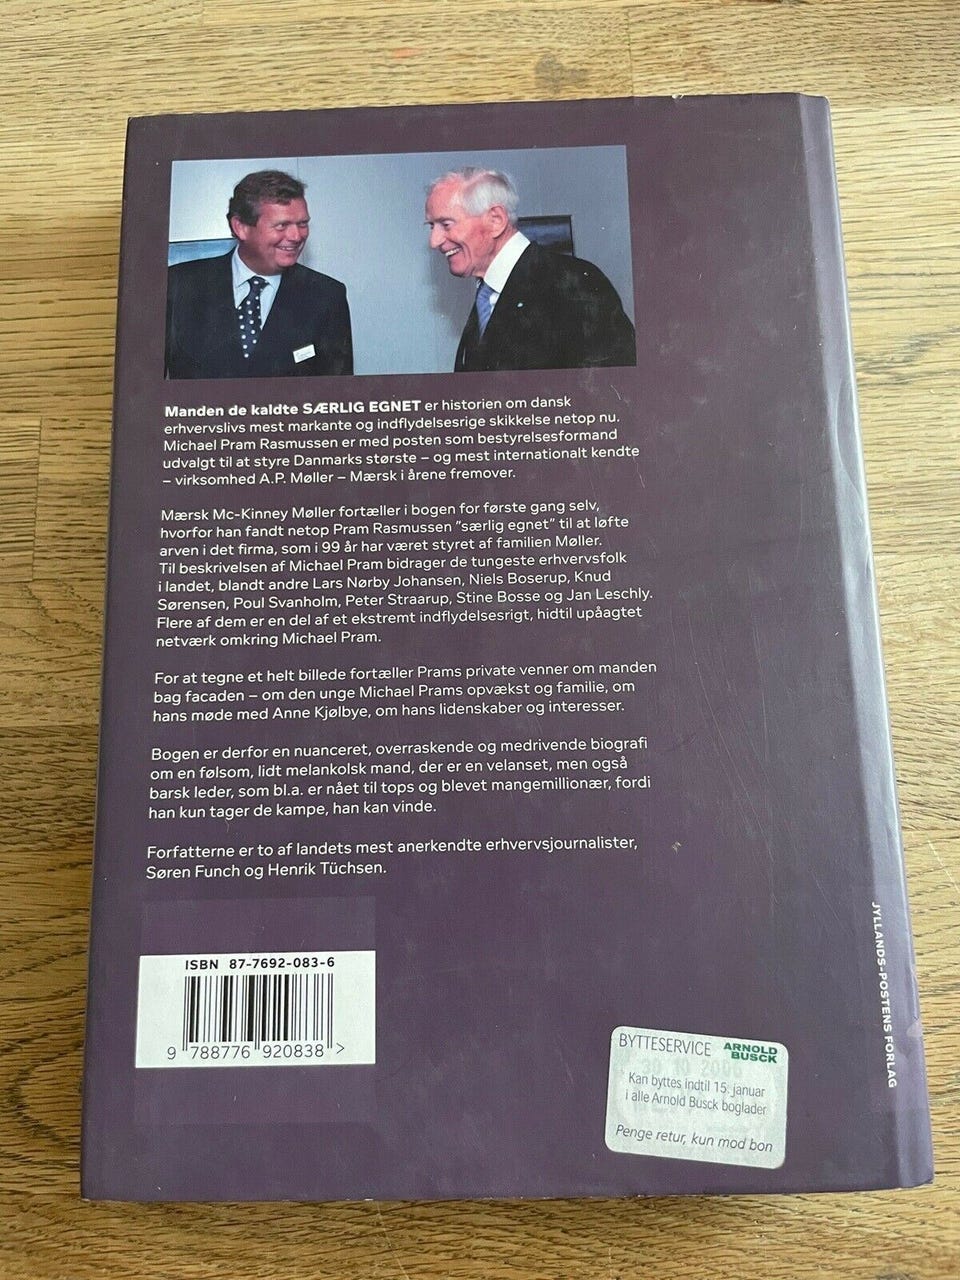 Manden de kaldte SÆRLIG EGNET er historien om dansk
erhvervslivs mest markante og indflydelsesrige skikkelse netop nu.
Michael Pram Rasmussen er med posten som bestyrelsesformand
udvalgt til at styre Danmarks største – og mest internationalt kendte
– virksomhed A.P. Møller – Mærsk i årene fremover.
Mærsk Mc-Kinney Møller fortæller i bogen for første gang selv,
hvorfor han fandt netop Pram Rasmussen "særlig egnet" til at løfte
arven i det firma, som i 99 år har været styret af familien Møller.
Til beskrivelsen af Michael Pram bidrager de tungeste erhvervsfolk
i landet, blandt andre Lars Nørby Johansen, Niels Boserup, Knud
Sørensen, Poul Svanholm, Peter Straarup, Stine Bosse og Jan Leschly.
Flere af dem er en del af et ekstremt indflydelsesrigt, hidtil upåagtet
netværk omkring Michael Pram.
For at tegne et helt billede fortæller Prams private venner om manden
bag facaden – om den unge Michael Prams opvækst og familie, om
hans møde med Anne Kjølbye, om hans lidenskaber og interesser.
Bogen er derfor en nuanceret, overraskende og medrivende biografi
om en følsom, lidt melankolsk mand, der er en velanset, men også
barsk leder, som bl.a. er nået til tops og blevet mangemillionær, fordi
han kun tager de kampe, han kan vinde.
Forfatterne er to af landets mest anerkendte erhvervsjournalister,
Søren Funch og Henrik Tüchsen.
ISBN 87-7692-083-6
9 788776 920838 >
JYLLANDS-POSTENS FORLAG
BYTTESERVICE ARNOLD
BUSCK
30 10 2006
Kan byttes indtil 15. januar
i alle Arnold Busck boglader
Penge retur, kun mod bon